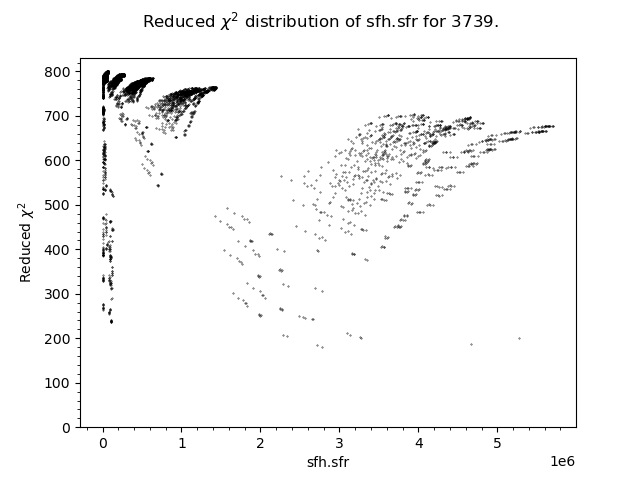 Reduced χ² distribution of sfh.sfr for 3739.
800
700
600
500
400
300
200
100
0
Reduced χ²
0 1 2 3 4 5
1e6
sfh.sfr